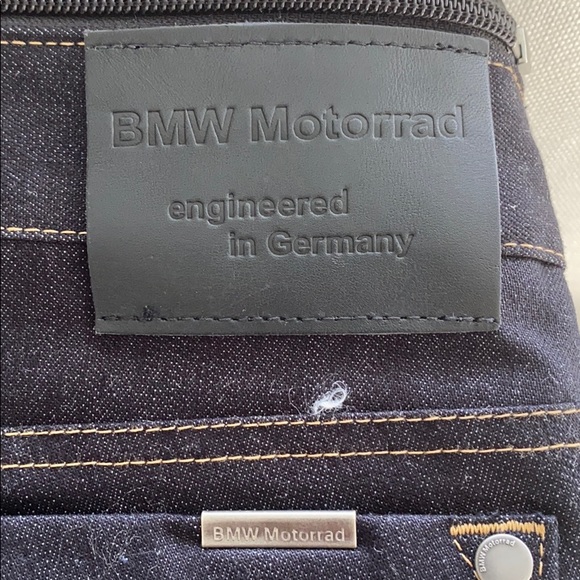 BMW Motorrad
engineered
in Germany
BMW Motorrad
BMW Motorrad